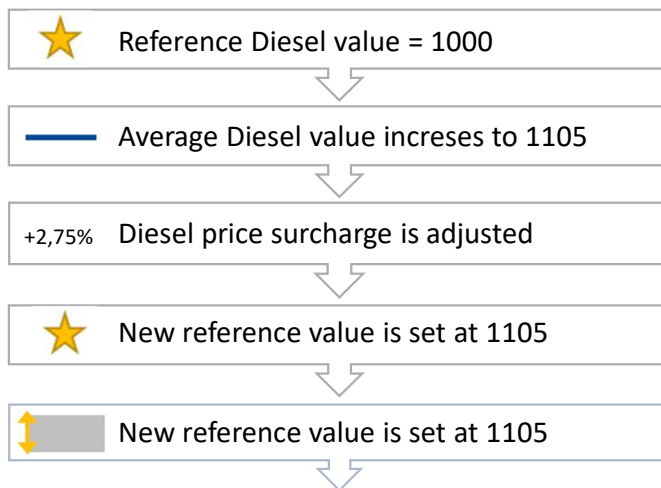 Reference Diesel value = 1000
Average Diesel value increses to 1105
+2,75% Diesel price surcharge is adjusted
New reference value is set at 1105
New reference value is set at 1105